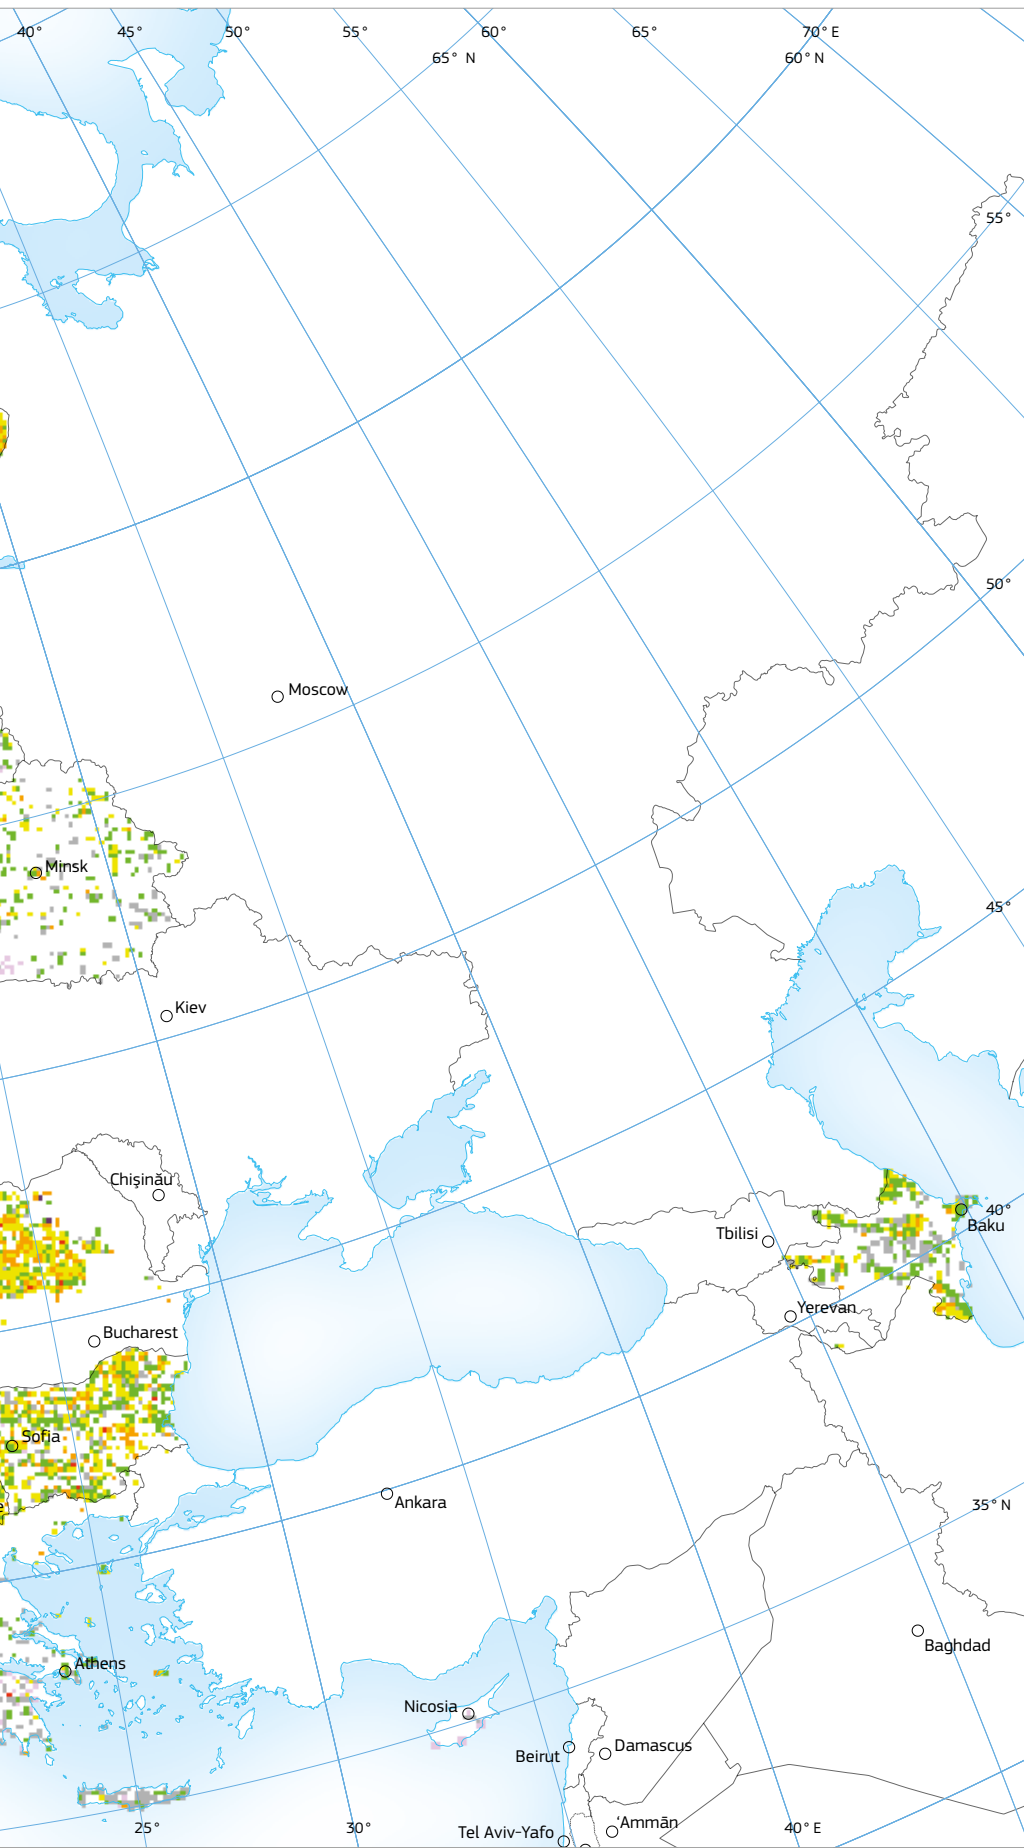 40°
45°
50°
55°
60°
65°
70° E
65° N
60° N
55°
50°
Moscow
Minsk
45°
Kiev
Chişinău
40°
Baku
Tbilisi
Yerevan
Bucharest
Sofia
e
Ankara
35° N
Baghdad
Athens
Nicosia
Beirut
Damascus
‘Ammān
Tel Aviv-Yafo
25°
30°
40° E